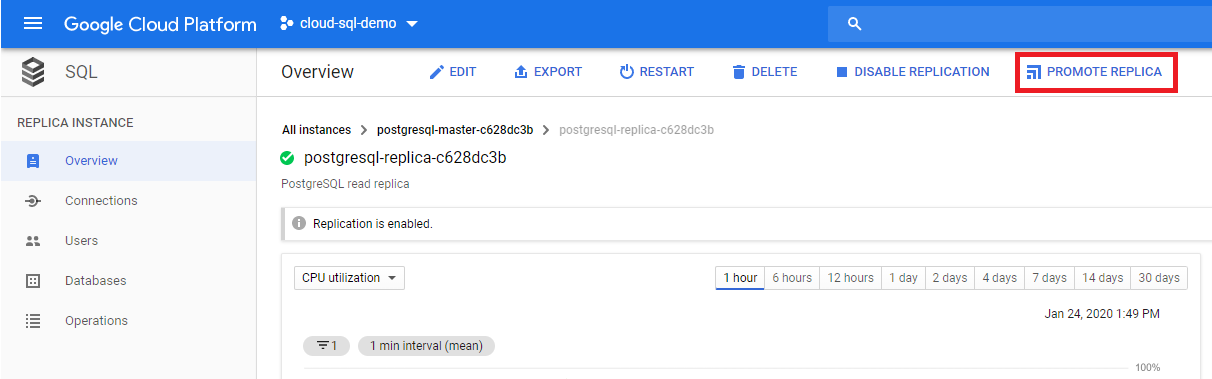 Google Cloud Platform cloud-sql-demo
SQL Overview EDIT EXPORT RESTART DELETE DISABLE REPLICATION PROMOTE REPLICA
REPLICA INSTANCE
Overview
Connections
Users
Databases
Operations
All instances postgresql-master-c628dc3b postgresql-replica-c628dc3b
postgresql-replica-c628dc3b
PostgreSQL read replica
Replication is enabled.
CPU utilization 1 hour 6 hours 12 hours 1 day 2 days 4 days 7 days 14 days 30 days
Jan 24, 2020 1:49 PM
1 1 min interval (mean)
100%